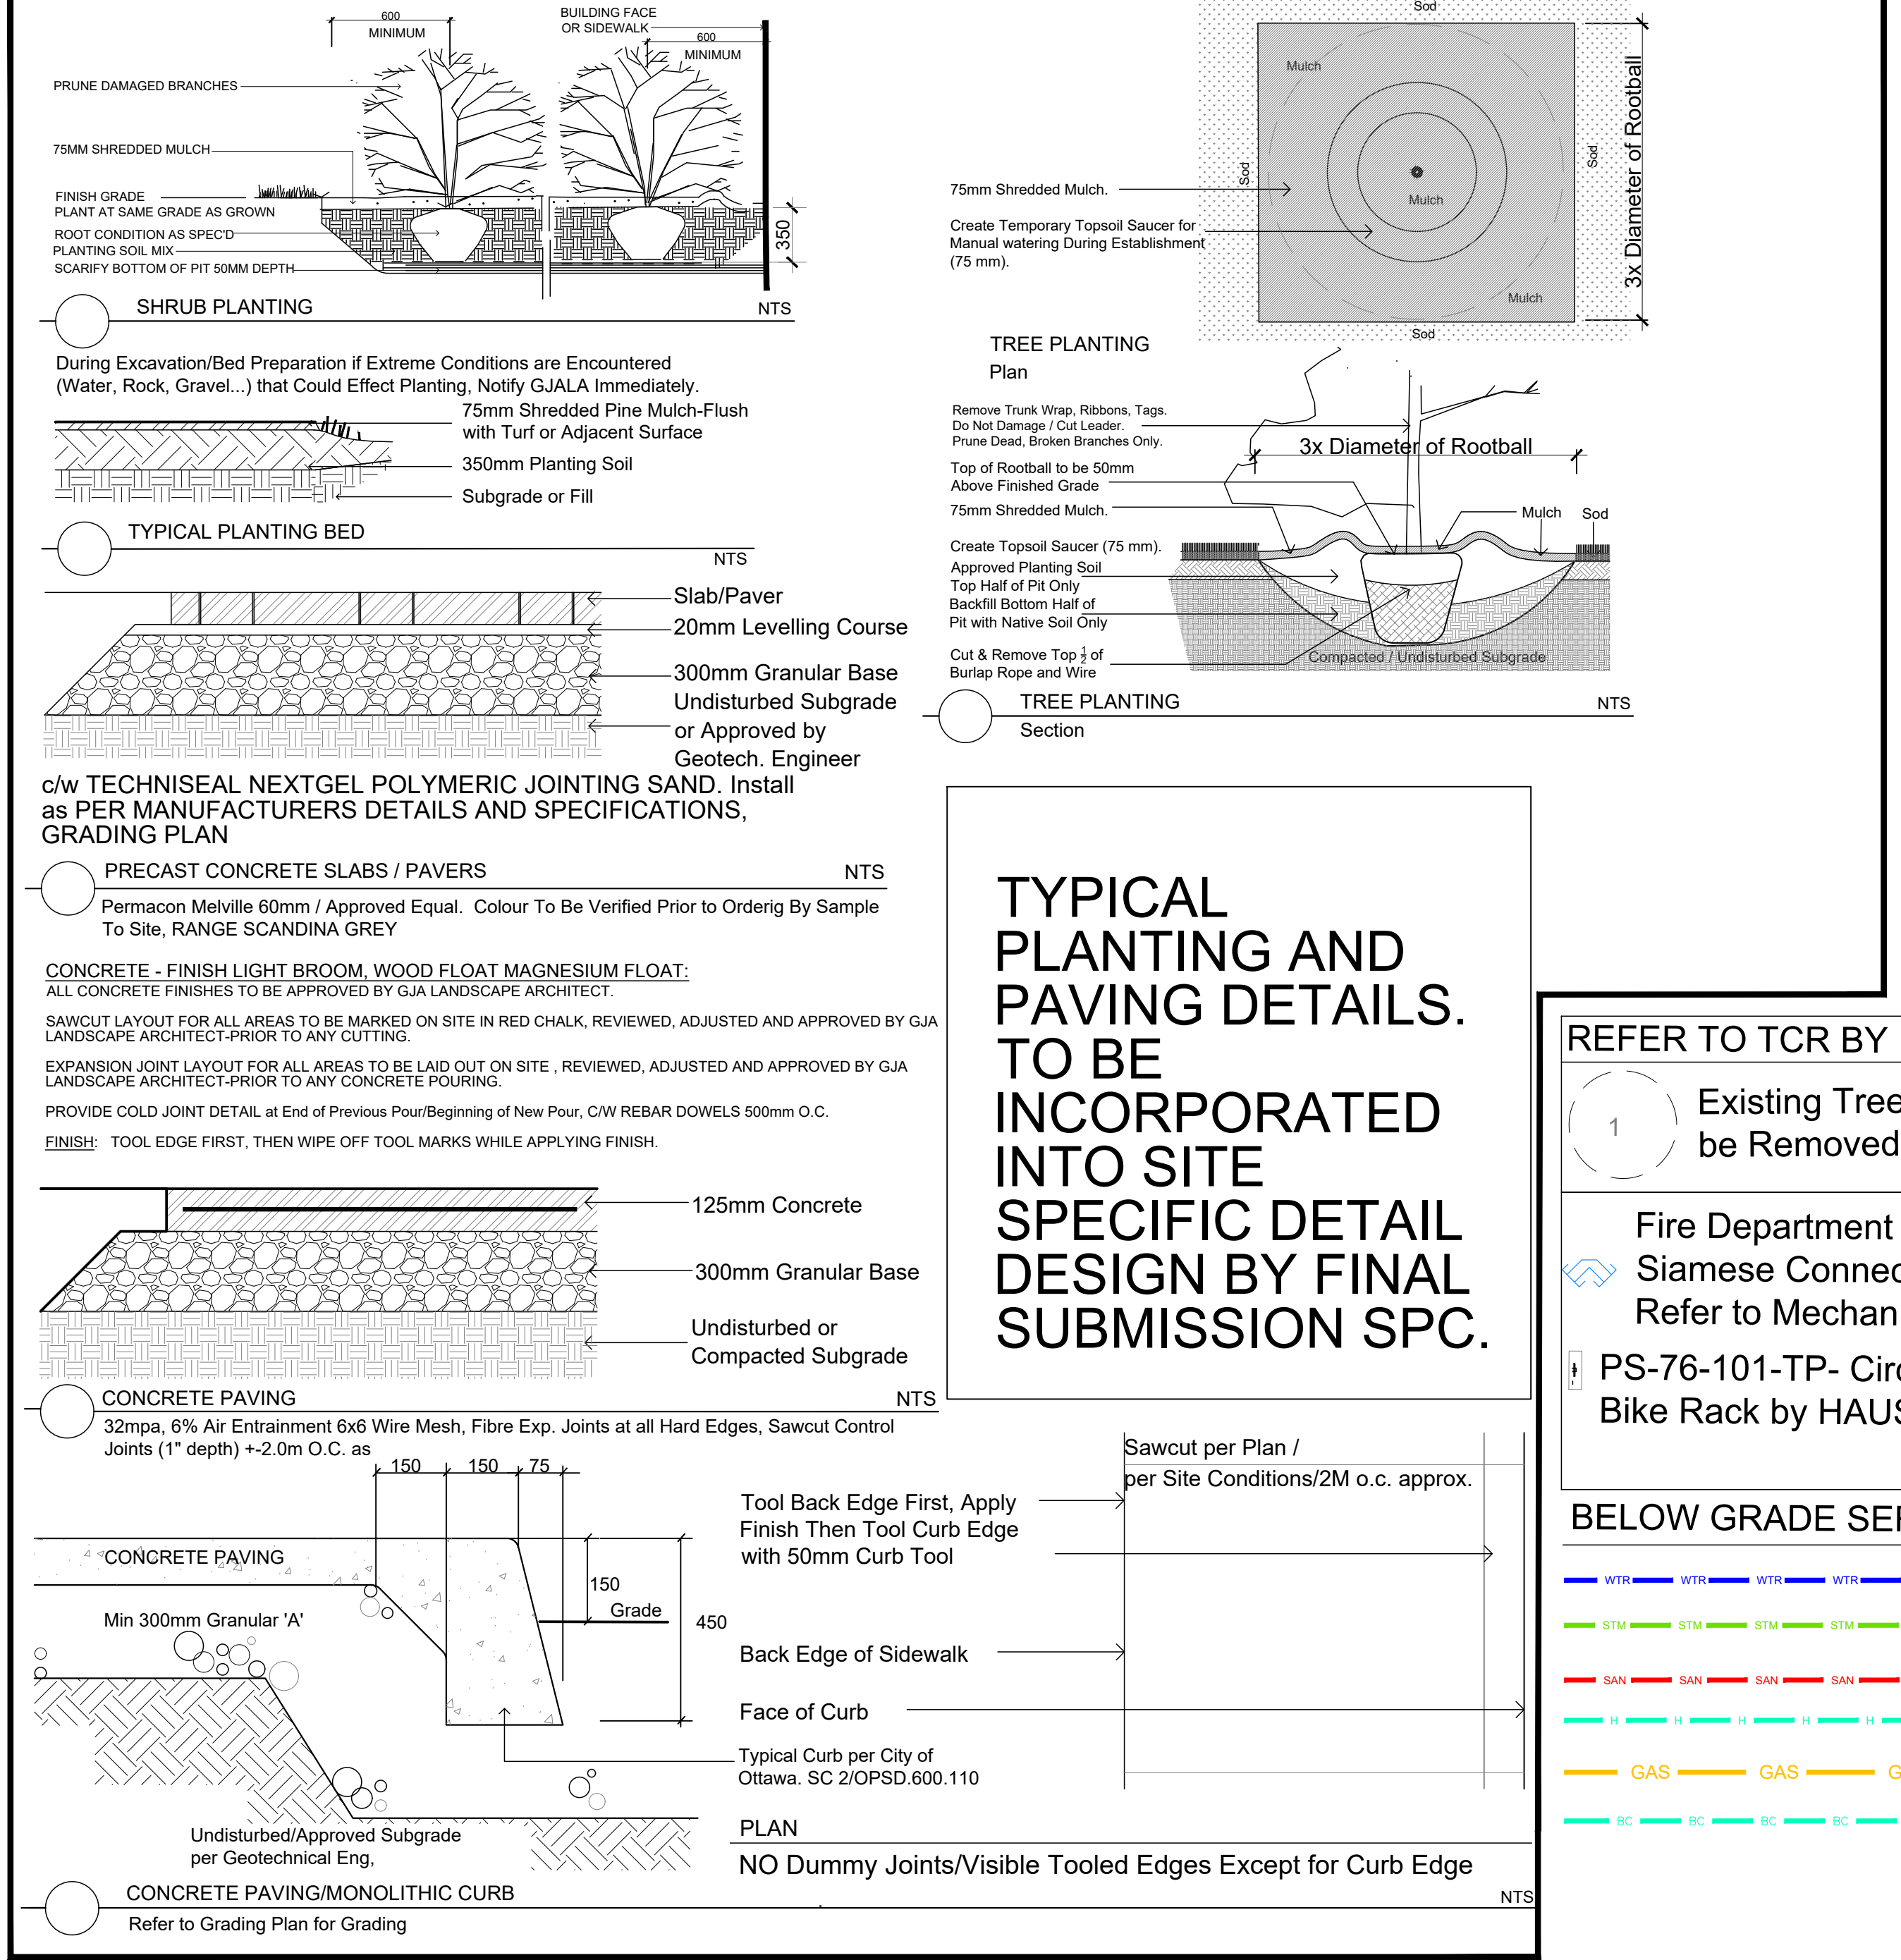 600
MINIMUM
BUILDING FACE
OR SIDEWALK
600
MINIMUM
PRUNE DAMAGED BRANCHES
75MM SHREDDED MULCH
FINISH GRADE
PLANT AT SAME GRADE AS GROWN
ROOT CONDITION AS SPEC'D
PLANTING SOIL MIX
SCARIFY BOTTOM OF PIT 50MM DEPTH
350
SHRUB PLANTING
NTS
During Excavation/Bed Preparation if Extreme Conditions are Encountered
(Water, Rock, Gravel...) that Could Effect Planting, Notify GJALA Immediately.
75mm Shredded Pine Mulch-Flush
with Turf or Adjacent Surface
350mm Planting Soil
Subgrade or Fill
TYPICAL PLANTING BED
NTS
Slab/Paver
20mm Levelling Course
300mm Granular Base
Undisturbed Subgrade
or Approved by
Geotech. Engineer
c/w TECHNISEAL NEXTGEL POLYMERIC JOINTING SAND. Install
as PER MANUFACTURERS DETAILS AND SPECIFICATIONS,
GRADING PLAN
PRECAST CONCRETE SLABS / PAVERS
NTS
Permacon Melville 60mm / Approved Equal.  Colour To Be Verified Prior to Orderig By Sample
To Site, RANGE SCANDINA GREY
CONCRETE - FINISH LIGHT BROOM, WOOD FLOAT MAGNESIUM FLOAT:
ALL CONCRETE FINISHES TO BE APPROVED BY GJA LANDSCAPE ARCHITECT.
SAWCUT LAYOUT FOR ALL AREAS TO BE MARKED ON SITE IN RED CHALK, REVIEWED, ADJUSTED AND APPROVED BY GJA
LANDSCAPE ARCHITECT-PRIOR TO ANY CUTTING.
EXPANSION JOINT LAYOUT FOR ALL AREAS TO BE LAID OUT ON SITE , REVIEWED, ADJUSTED AND APPROVED BY GJA
LANDSCAPE ARCHITECT-PRIOR TO ANY CONCRETE POURING.
PROVIDE COLD JOINT DETAIL at End of Previous Pour/Beginning of New Pour, C/W REBAR DOWELS 500mm O.C.
FINISH:   TOOL EDGE FIRST, THEN WIPE OFF TOOL MARKS WHILE APPLYING FINISH.
125mm Concrete
300mm Granular Base
Undisturbed or
Compacted Subgrade
CONCRETE PAVING
NTS
32mpa, 6% Air Entrainment 6x6 Wire Mesh, Fibre Exp. Joints at all Hard Edges, Sawcut Control
Joints (1" depth) +-2.0m O.C. as
150
150
75
CONCRETE PAVING
150
Grade
450
Min 300mm Granular 'A'
Undisturbed/Approved Subgrade
per Geotechnical Eng,
CONCRETE PAVING/MONOLITHIC CURB
NTS
Refer to Grading Plan for Grading
Sawcut per Plan /
per Site Conditions/2M o.c. approx.
Tool Back Edge First, Apply
Finish Then Tool Curb Edge
with 50mm Curb Tool
Back Edge of Sidewalk
Face of Curb
Typical Curb per City of
Ottawa. SC 2/OPSD.600.110
PLAN
NO Dummy Joints/Visible Tooled Edges Except for Curb Edge
Sod
Mulch
Sod
Sod
Mulch
Mulch
Sod
3x Diameter of Rootball
75mm Shredded Mulch.
Create Temporary Topsoil Saucer for
Manual watering During Establishment
(75 mm).
TREE PLANTING
Plan
Remove Trunk Wrap, Ribbons, Tags.
Do Not Damage / Cut Leader.
Prune Dead, Broken Branches Only.
3x Diameter of Rootball
Top of Rootball to be 50mm
Above Finished Grade
75mm Shredded Mulch.
Mulch
Sod
Create Topsoil Saucer (75 mm).
Approved Planting Soil
Top Half of Pit Only
Backfill Bottom Half of
Pit with Native Soil Only
Cut & Remove Top ½ of
Burlap Rope and Wire
Compacted / Undisturbed Subgrade
TREE PLANTING
NTS
Section
TYPICAL
PLANTING AND
PAVING DETAILS.
TO BE
INCORPORATED
INTO SITE
SPECIFIC DETAIL
DESIGN BY FINAL
SUBMISSION SPC.
REFER TO TCR BY
1
Existing Tree
be Removed
Fire Department
Siamese Connec
Refer to Mechan
PS-76-101-TP- Circ
Bike Rack by HAUS
BELOW GRADE SER
WTR WTR WTR WTR
STM STM STM STM
SAN SAN SAN SAN
H H H H H
GAS GAS G
BC BC BC BC